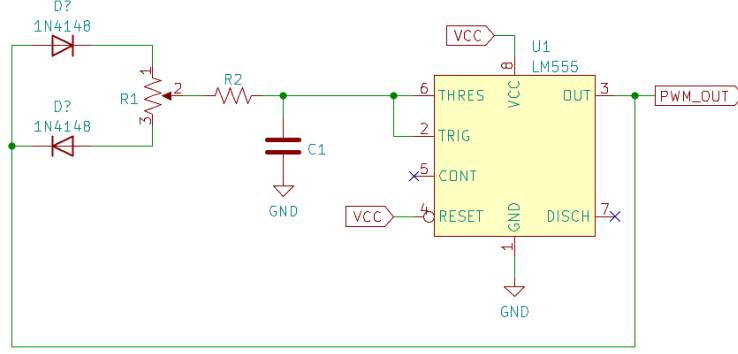 D?
1N4148
1
R1
2
3
D?
1N4148
R2
C1
GND
VCC
U1
LM555
8
VCC
6 THRES
OUT 3
PWM_OUT
2 TRIG
5 CONT
VCC
4 RESET
GND
DISCH 7
1
GND